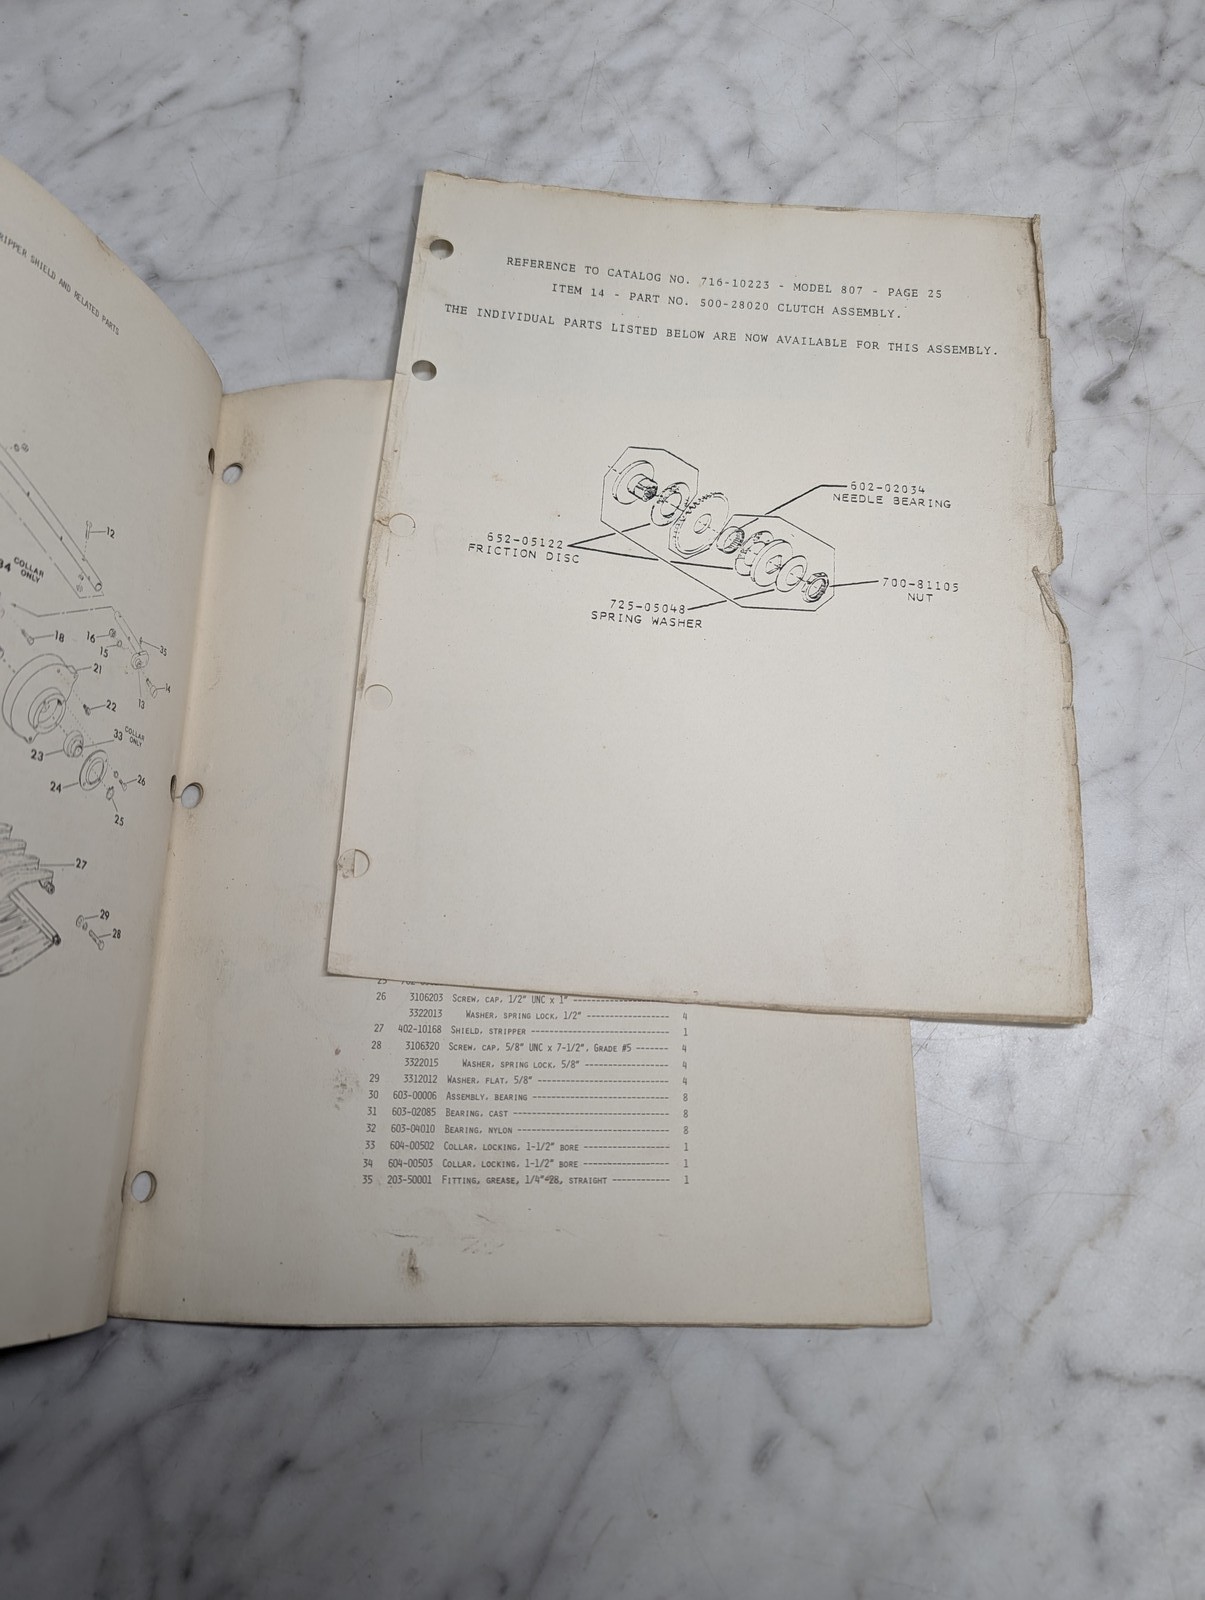 RIPPER SHIELD AND RELATED PARTS
12
COLLAR
ONLY
18
16
15
35
21
14
13
22
33
COLLAR
ONLY
23
24
26
25
27
29
28
REFERENCE TO CATALOG NO. 716-10223 - MODEL 807 - PAGE 25
ITEM 14 - PART NO. 500-28020 CLUTCH ASSEMBLY.
THE INDIVIDUAL PARTS LISTED BELOW ARE NOW AVAILABLE FOR THIS ASSEMBLY.
602-02034
NEEDLE BEARING
652-05122
FRICTION DISC
700-81105
NUT
725-05048
SPRING WASHER
26 3106203 SCREW, CAP, 1/2" UNC x 1"
3322013 WASHER, SPRING LOCK, 1/2" 4
27 402-10168 SHIELD, STRIPPER 1
28 3106320 SCREW, CAP, 5/8" UNC x 7-1/2", GRADE #5 4
3322015 WASHER, SPRING LOCK, 5/8" 4
29 3312012 WASHER, FLAT, 5/8" 4
30 603-00006 ASSEMBLY, BEARING 8
31 603-02085 BEARING, CAST 8
32 603-04010 BEARING, NYLON 8
33 604-00502 COLLAR, LOCKING, 1-1/2" BORE 1
34 604-00503 COLLAR, LOCKING, 1-1/2" BORE 1
35 203-50001 FITTING, GREASE, 1/4"-28, STRAIGHT 1